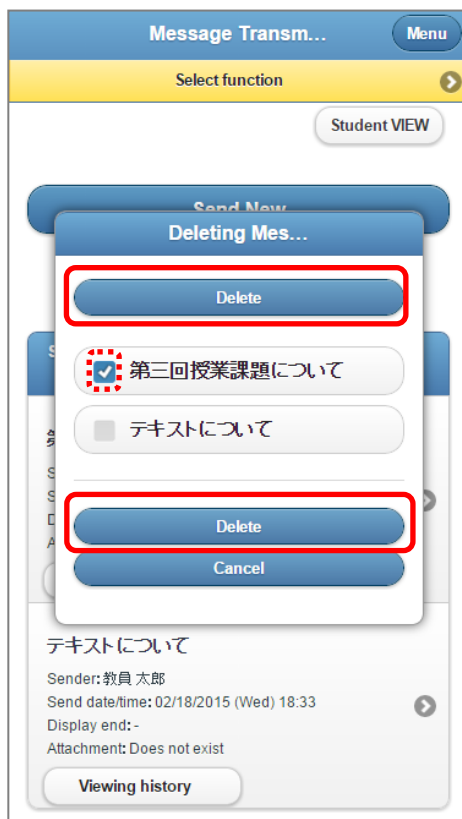 Message Transm...
Menu
Select function
Student VIEW
Send New
Deleting Mes...
Delete
第三回授業課題について
テキストについて
Delete
Cancel
テキストについて
Sender:教員 太郎
Send date/time: 02/18/2015 (Wed) 18:33
Display end: -
Attachment: Does not exist
Viewing history